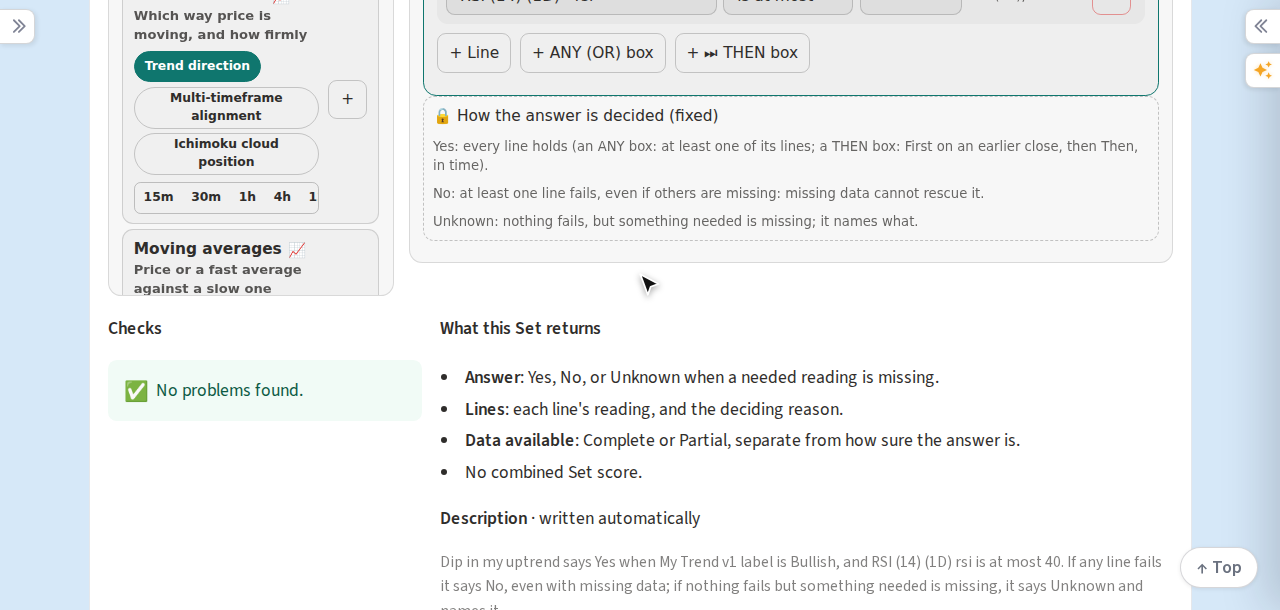 Which way price is
moving, and how firmly
Trend direction
Multi-timeframe
alignment
+
Ichimoku cloud
position
15m 30m 1h 4h 1
Moving averages 📈
Price or a fast average
against a slow one
+ Line
+ ANY (OR) box
+ ⏭ THEN box
🔒 How the answer is decided (fixed)
Yes: every line holds (an ANY box: at least one of its lines; a THEN box: First on an earlier close, then Then,
in time).
No: at least one line fails, even if others are missing: missing data cannot rescue it.
Unknown: nothing fails, but something needed is missing; it names what.
Checks
✅ No problems found.
What this Set returns
• Answer: Yes, No, or Unknown when a needed reading is missing.
• Lines: each line's reading, and the deciding reason.
• Data available: Complete or Partial, separate from how sure the answer is.
• No combined Set score.
Description · written automatically
Dip in my uptrend says Yes when My Trend v1 label is Bullish, and RSI (14) (1D) rsi is at most 40. If any line fails
it says No, even with missing data; if nothing fails but something needed is missing, it says Unknown and
↑ Top